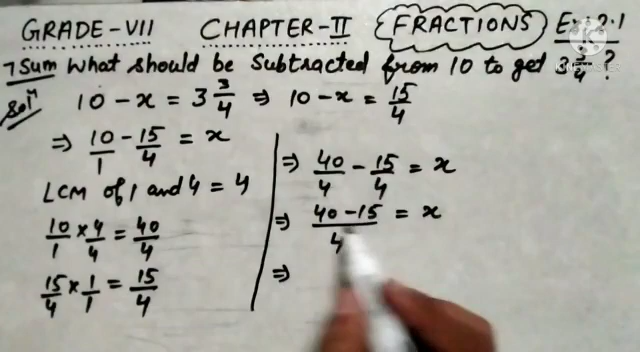 GRADE-VII CHAPTER-II FRACTIONS Ex-2.1
7 Sum What should be subtracted from 10 to get 3 3/4 ?
Solⁿ 10 - x = 3 3/4 ⇒ 10 - x = 15/4
⇒ 10/1 - 15/4 = x
LCM of 1 and 4 = 4
10/1 × 4/4 = 40/4
15/4 × 1/1 = 15/4
⇒ 40/4 - 15/4 = x
⇒ 40-15/4 = x
⇒